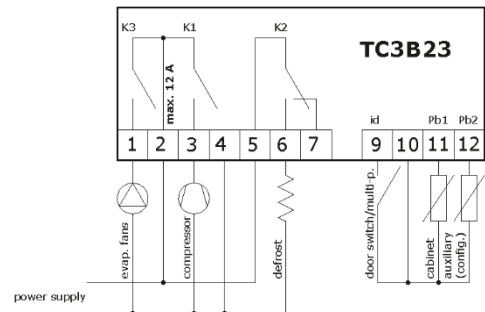 K3
K1
K2
TC3B23
max. 12 A
id
Pb1
Pb2
1
2
3
4
5
6
7
9
10
11
12
evap. fans
compressor
defrost
door switch/multi-p.
cabinet
auxiliary
(config.)
power supply